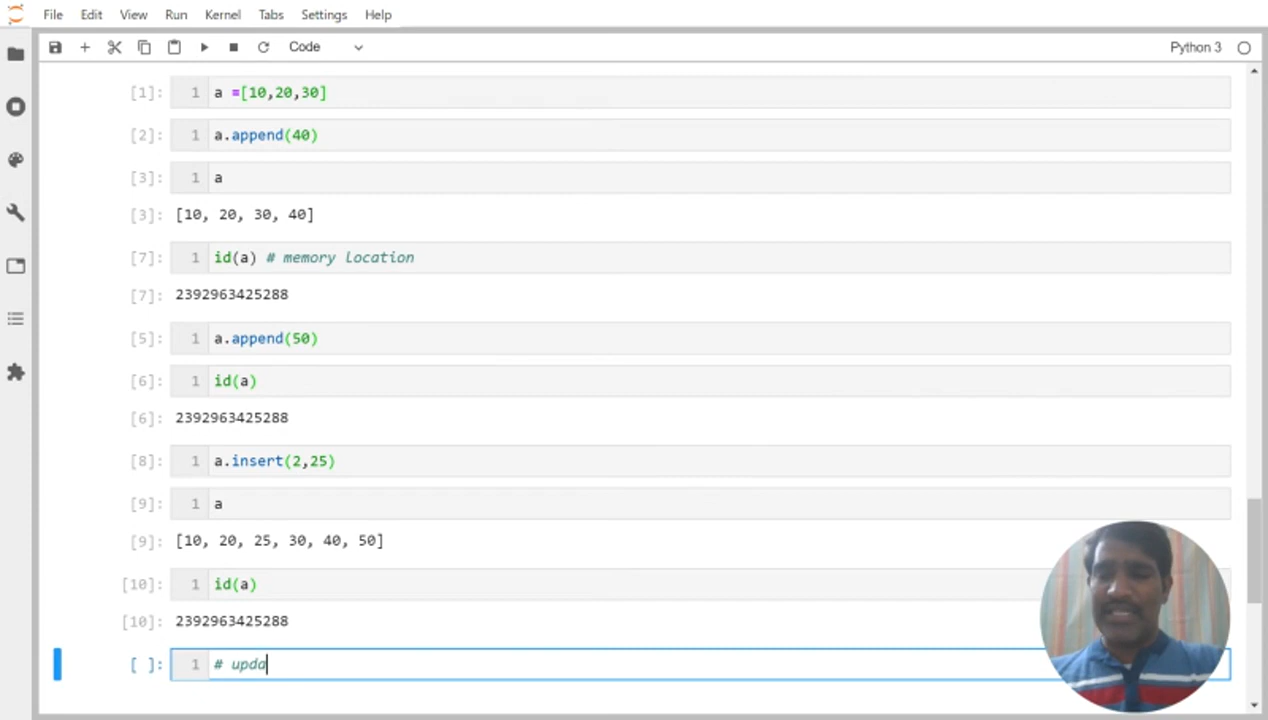 File Edit View Run Kernel Tabs Settings Help
Code Python 3
[1]: 1 a =[10,20,30]
[2]: 1 a.append(40)
[3]: 1 a
[3]: [10, 20, 30, 40]
[7]: 1 id(a) # memory location
[7]: 2392963425288
[5]: 1 a.append(50)
[6]: 1 id(a)
[6]: 2392963425288
[8]: 1 a.insert(2,25)
[9]: 1 a
[9]: [10, 20, 25, 30, 40, 50]
[10]: 1 id(a)
[10]: 2392963425288
[ ]: 1 # upda